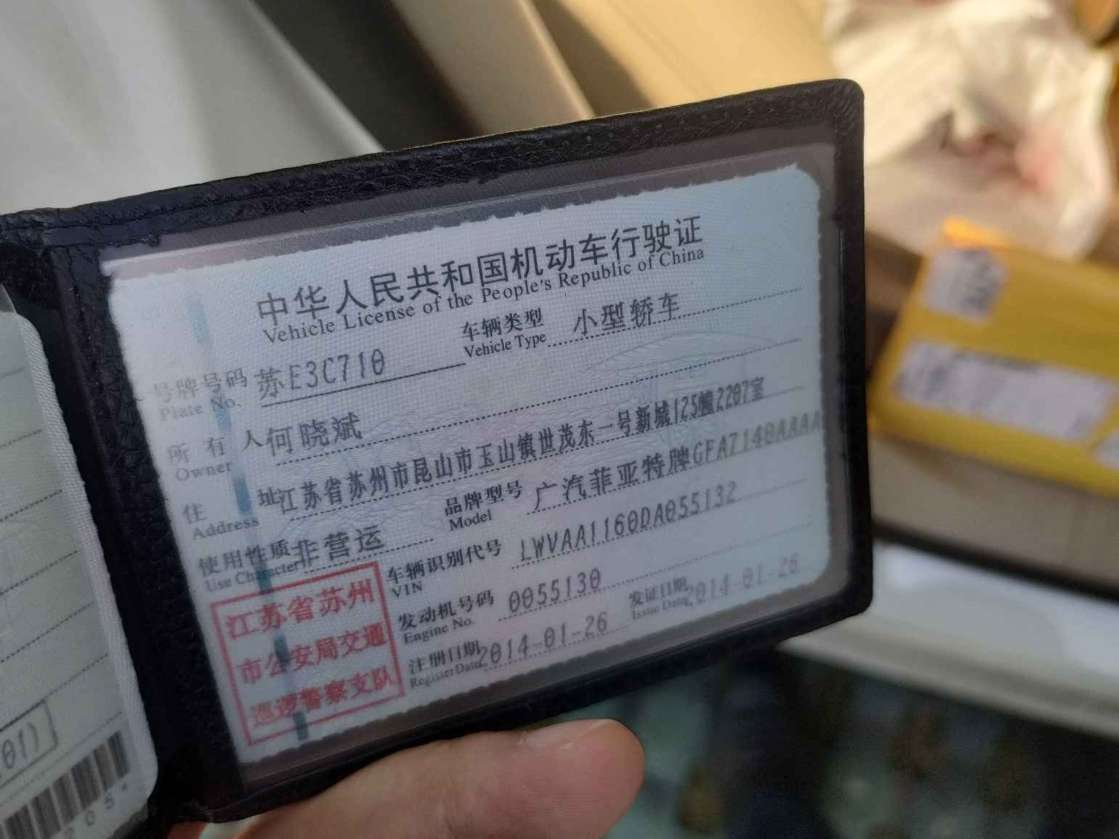 中华人民共和国机动车行驶证
Vehicle License of the People's Republic of China
号牌号码 苏E3C710 车辆类型 小型轿车
Plate No. Vehicle Type
所有人 何晓斌
Owner
住址 江苏省苏州市昆山市玉山镇世茂东一号新城125幢2207室
Address
使用性质 非营运 品牌型号 广汽菲亚特牌GFA7140AAAA
Use Character Model
车辆识别代号 LWVAA1160DA055132
VIN
发动机号码 0055130
Engine No.
注册日期 2014-01-26 发证日期 2014-01-26
Register Date Issue Date
江苏省苏州
市公安局交通
巡逻警察支队
01)